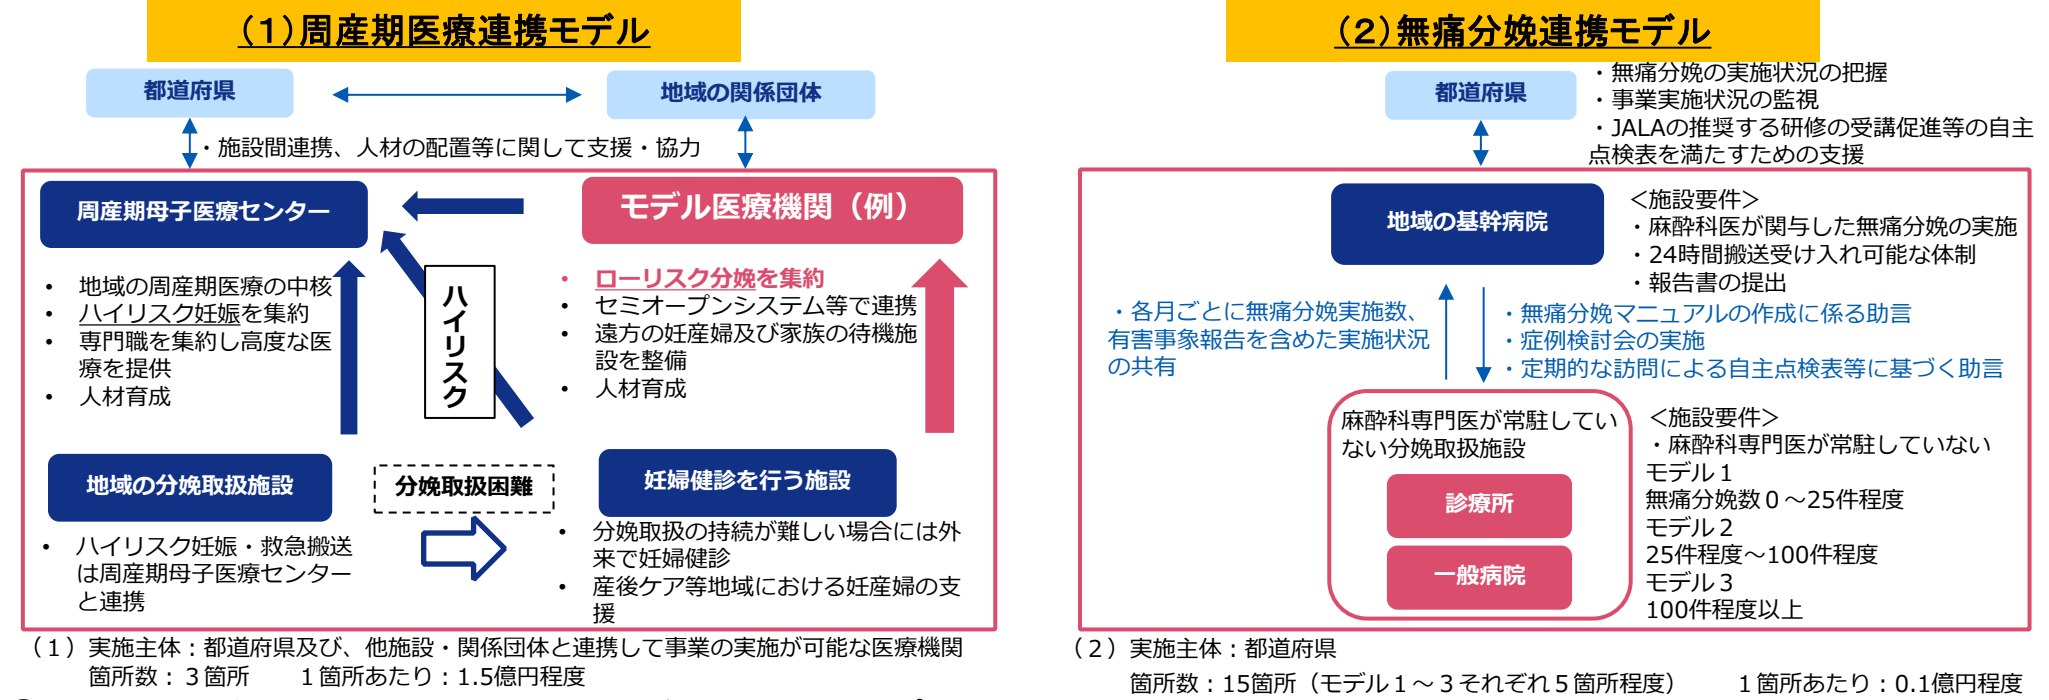 (1)周産期医療連携モデル
都道府県
地域の関係団体
・施設間連携、人材の配置等に関して支援・協力
周産期母子医療センター
モデル医療機関（例）
• 地域の周産期医療の中核
• ハイリスク妊娠を集約
• 専門職を集約し高度な医
療を提供
• 人材育成
ハイリスク
• ローリスク分娩を集約
• セミオープンシステム等で連携
• 遠方の妊産婦及び家族の待機施
設を整備
• 人材育成
地域の分娩取扱施設
分娩取扱困難
妊婦健診を行う施設
• ハイリスク妊娠・救急搬送
は周産期母子医療センター
と連携
• 分娩取扱の持続が難しい場合には外
来で妊婦健診
• 産後ケア等地域における妊産婦の支
援
（１）実施主体：都道府県及び、他施設・関係団体と連携して事業の実施が可能な医療機関
箇所数：３箇所　１箇所あたり：1.5億円程度
(2)無痛分娩連携モデル
都道府県
・無痛分娩の実施状況の把握
・事業実施状況の監視
・JALAの推奨する研修の受講促進等の自主
点検表を満たすための支援
地域の基幹病院
＜施設要件＞
・麻酔科医が関与した無痛分娩の実施
・24時間搬送受け入れ可能な体制
・報告書の提出
・各月ごとに無痛分娩実施数、
有害事象報告を含めた実施状況
の共有
・無痛分娩マニュアルの作成に係る助言
・症例検討会の実施
・定期的な訪問による自主点検表等に基づく助言
麻酔科専門医が常駐してい
ない分娩取扱施設
診療所
一般病院
＜施設要件＞
・麻酔科専門医が常駐していない
モデル１
無痛分娩数０～25件程度
モデル２
25件程度～100件程度
モデル３
100件程度以上
（２）実施主体：都道府県
箇所数：15箇所（モデル１～３それぞれ５箇所程度）　１箇所あたり：0.1億円程度